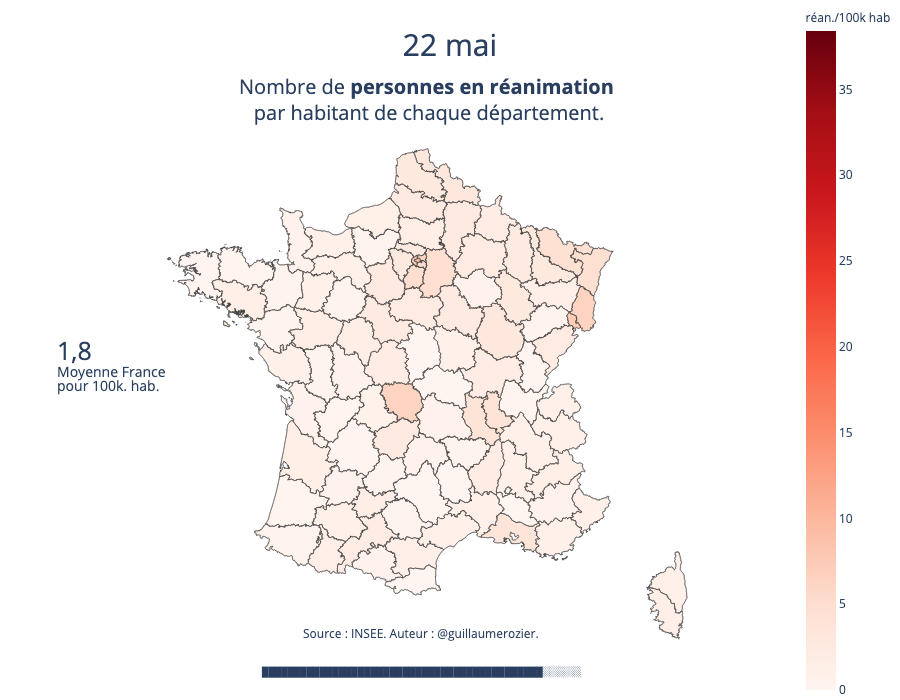 réan./100k hab
22 mai
Nombre de personnes en réanimation
par habitant de chaque département.
35
30
25
20
15
10
5
0
1,8
Moyenne France
pour 100k. hab.
Source : INSEE. Auteur : @guillaumerozier.